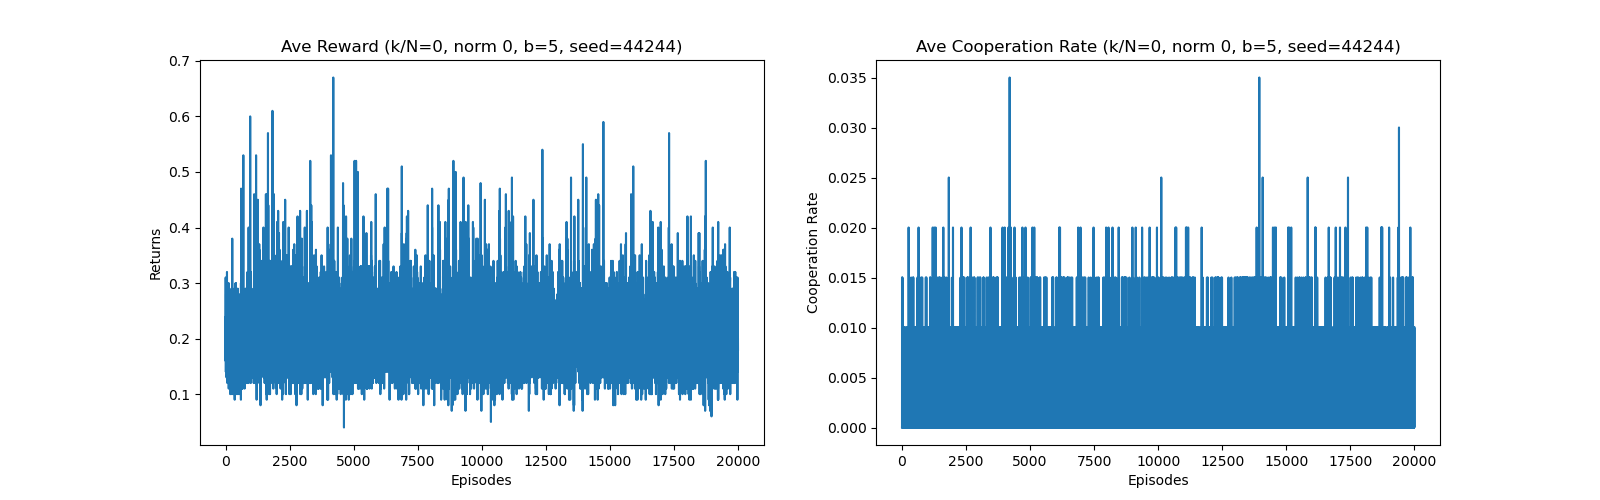 Ave Reward (k/N=0, norm 0, b=5, seed=44244)
0.7
0.6
0.5
0.4
0.3
0.2
0.1
Returns
0 2500 5000 7500 10000 12500 15000 17500 20000
Episodes
Ave Cooperation Rate (k/N=0, norm 0, b=5, seed=44244)
0.035
0.030
0.025
0.020
0.015
0.010
0.005
0.000
Cooperation Rate
0 2500 5000 7500 10000 12500 15000 17500 20000
Episodes